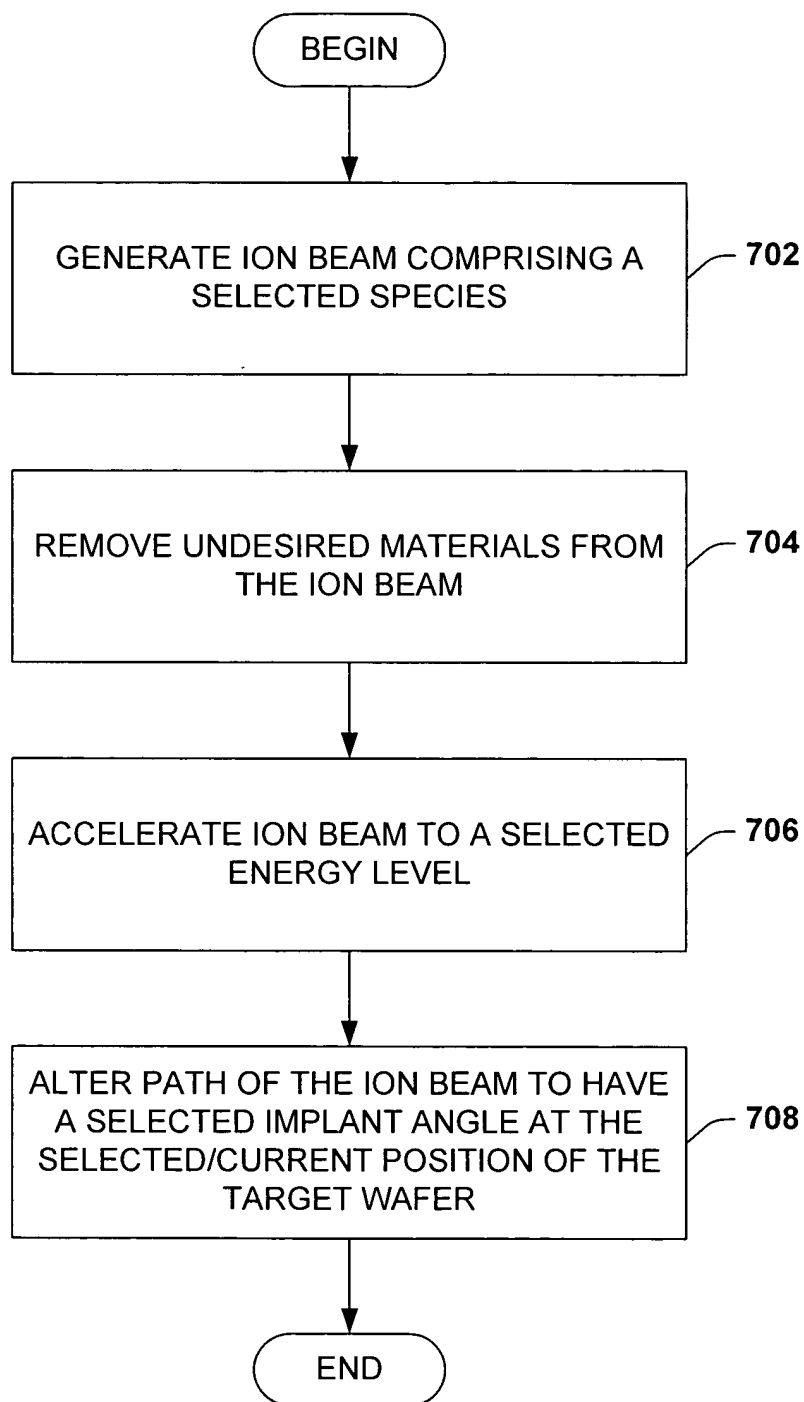 BEGIN
GENERATE ION BEAM COMPRISING A
SELECTED SPECIES
702
REMOVE UNDESIRED MATERIALS FROM
THE ION BEAM
704
ACCELERATE ION BEAM TO A SELECTED
ENERGY LEVEL
706
ALTER PATH OF THE ION BEAM TO HAVE
A SELECTED IMPLANT ANGLE AT THE
SELECTED/CURRENT POSITION OF THE
TARGET WAFER
708
END